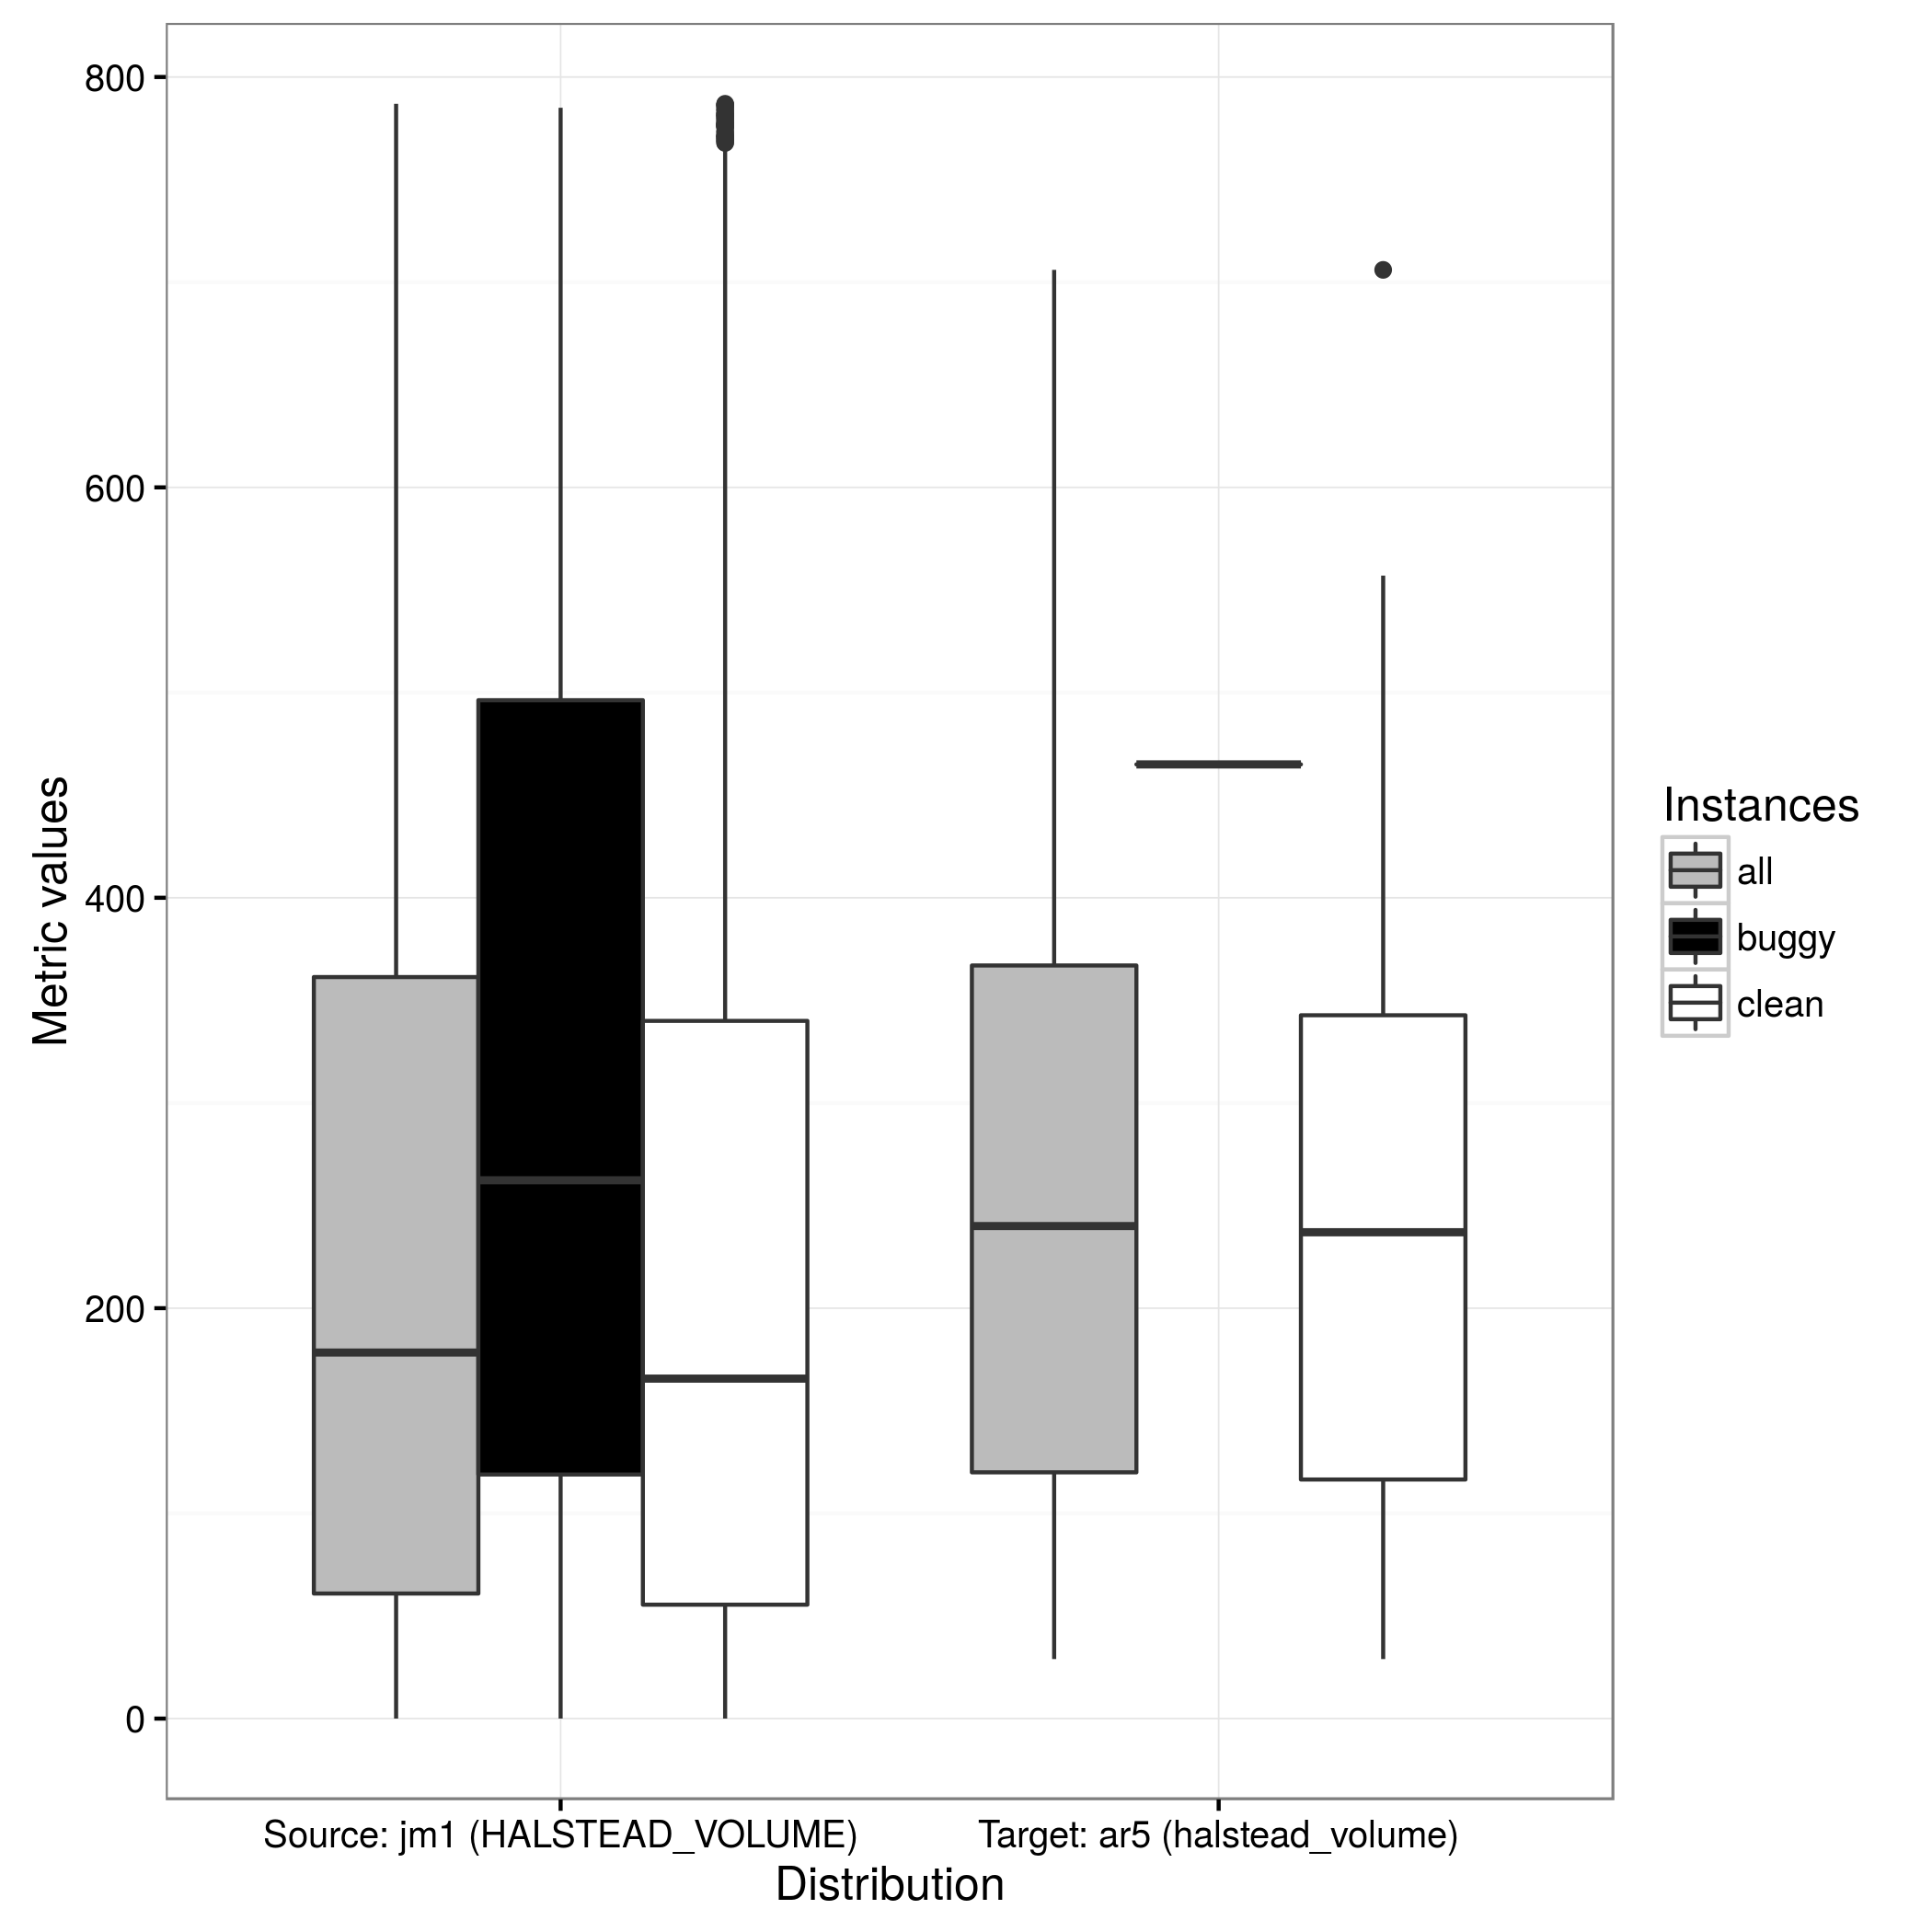 800
600
400
200
0
Metric values
Source: jm1 (HALSTEAD_VOLUME)
Target: ar5 (halstead_volume)
Distribution
Instances
all
buggy
clean